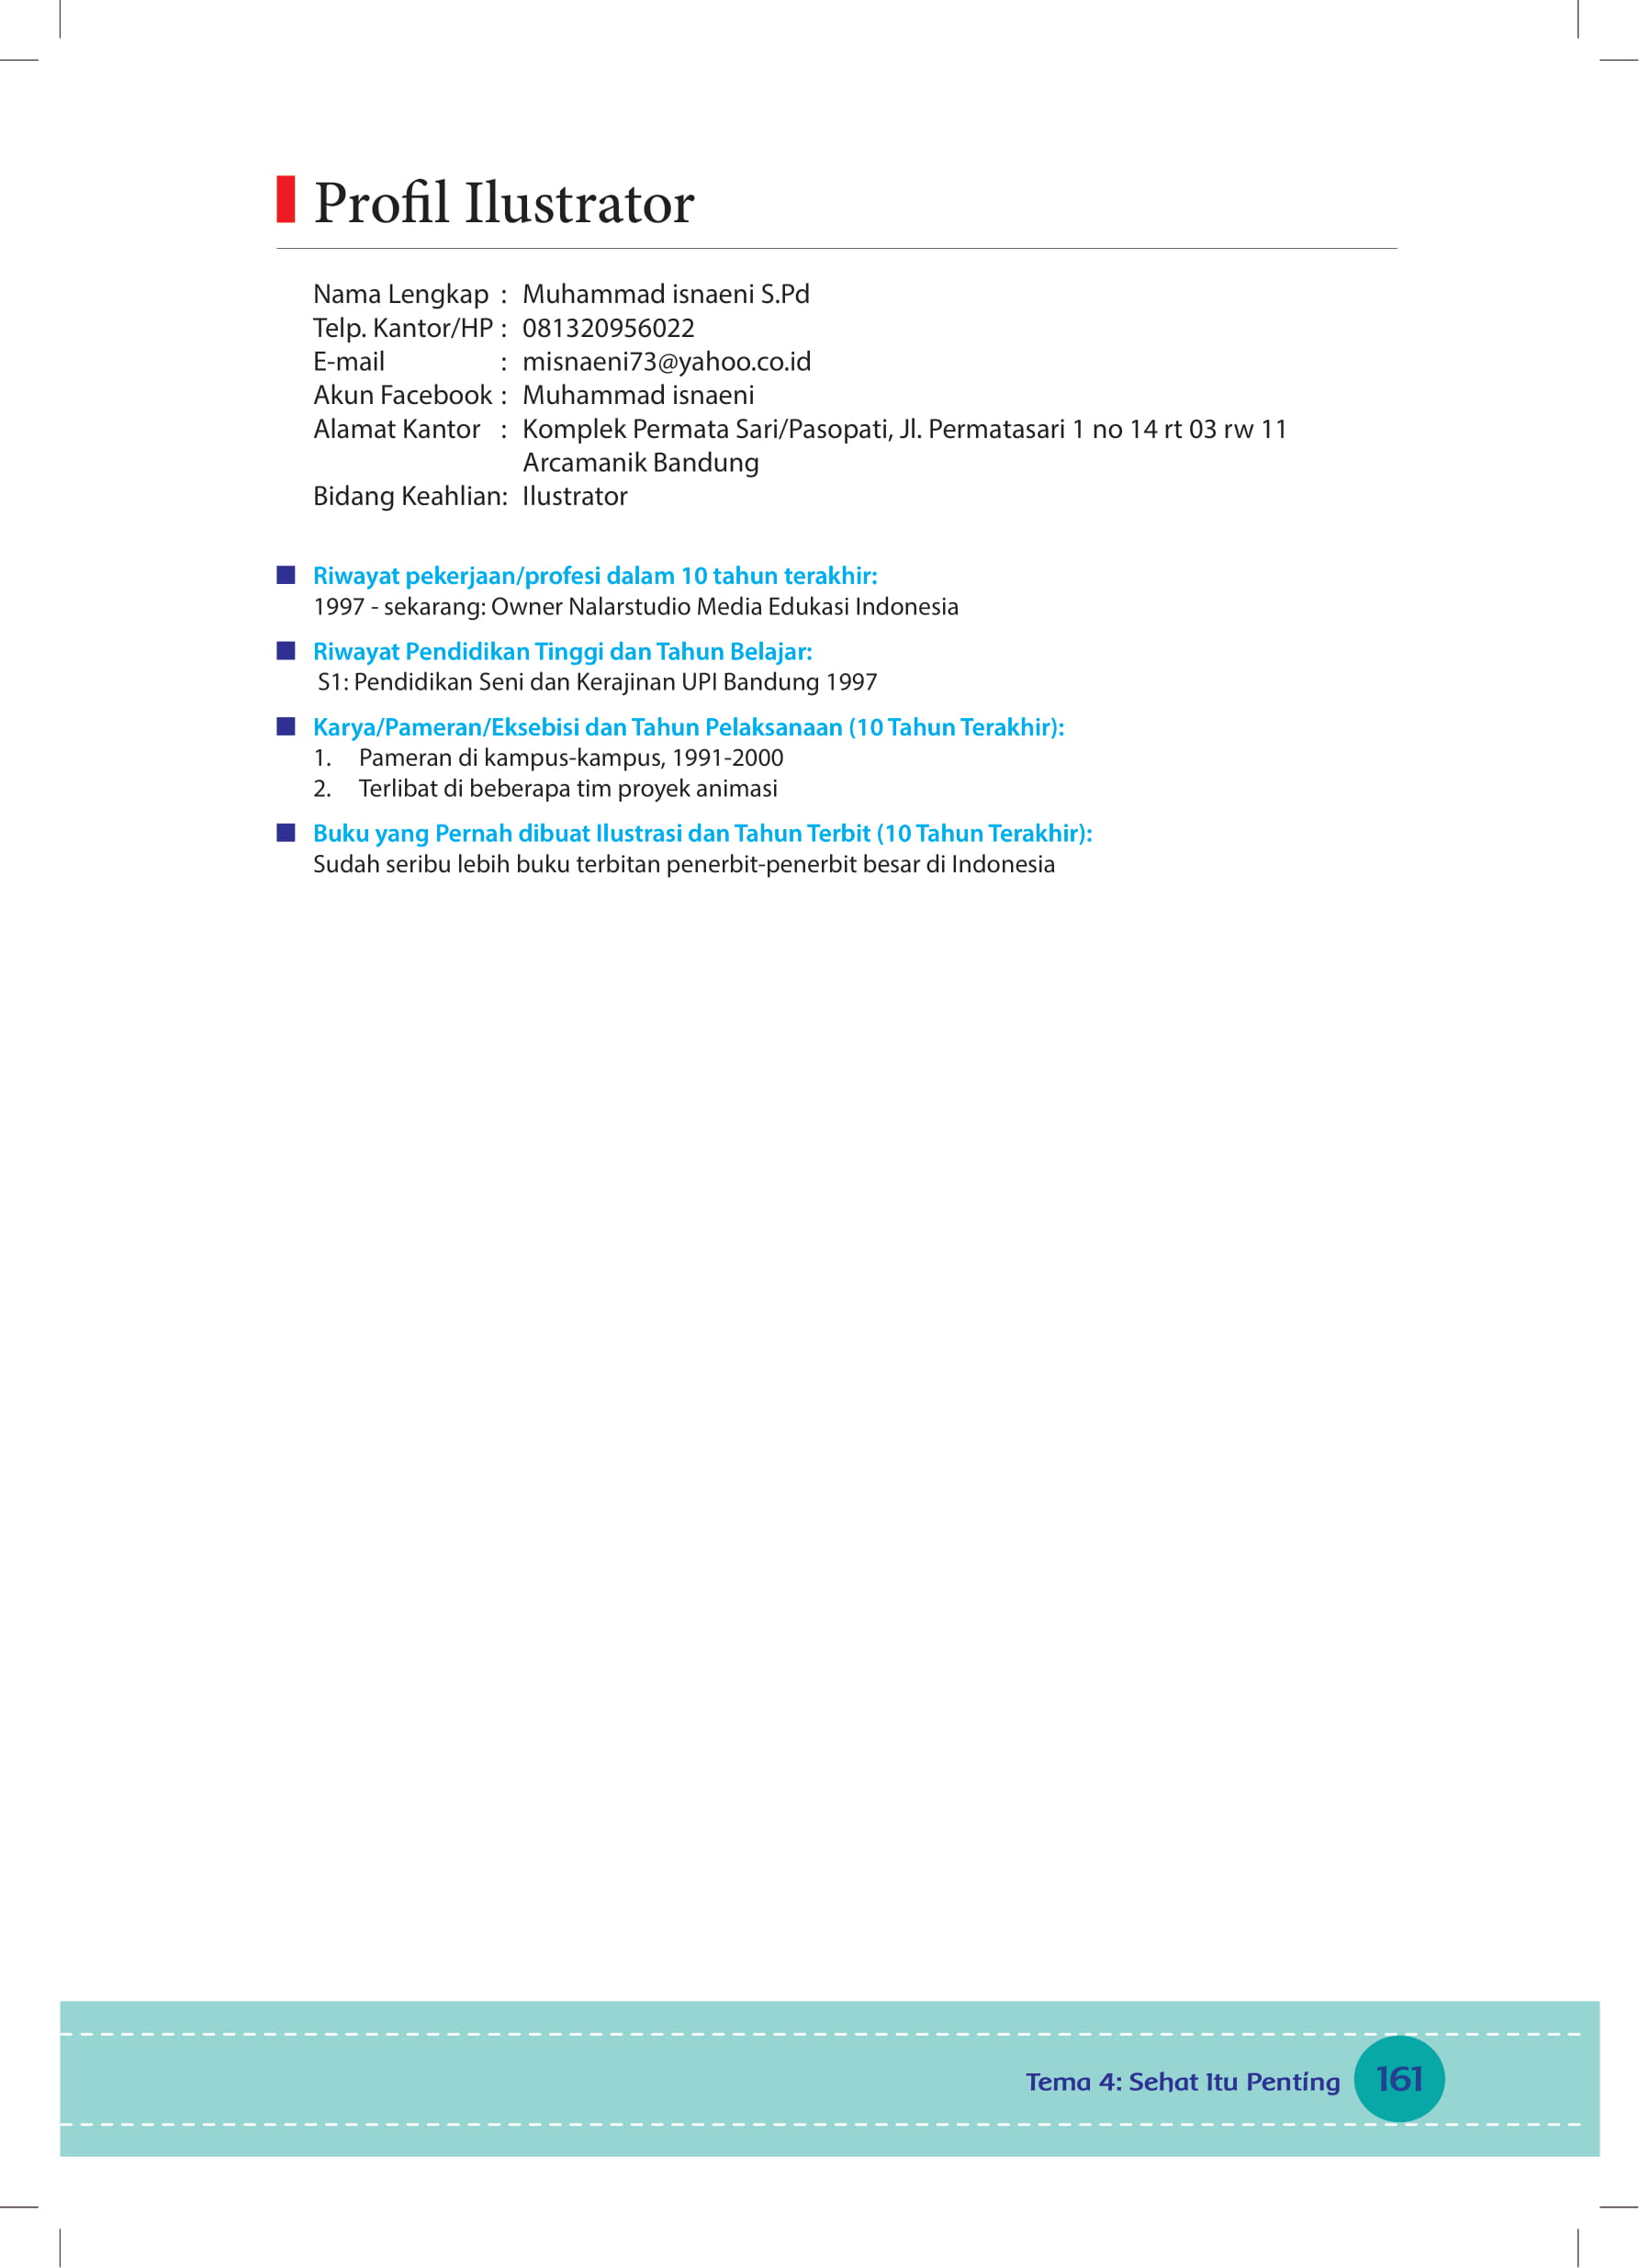 Profil Ilustrator
Nama Lengkap : Muhammad isnaeni S.Pd
Telp. Kantor/HP : 081320956022
E-mail : misnaeni73@yahoo.co.id
Akun Facebook : Muhammad isnaeni
Alamat Kantor : Komplek Permata Sari/Pasopati, Jl. Permatasari 1 no 14 rt 03 rw 11
Arcamanik Bandung
Bidang Keahlian: Ilustrator
Riwayat pekerjaan/profesi dalam 10 tahun terakhir:
1997 - sekarang: Owner Nalarstudio Media Edukasi Indonesia
Riwayat Pendidikan Tinggi dan Tahun Belajar:
S1: Pendidikan Seni dan Kerajinan UPI Bandung 1997
Karya/Pameran/Eksebisi dan Tahun Pelaksanaan (10 Tahun Terakhir):
1. Pameran di kampus-kampus, 1991-2000
2. Terlibat di beberapa tim proyek animasi
Buku yang Pernah dibuat Ilustrasi dan Tahun Terbit (10 Tahun Terakhir):
Sudah seribu lebih buku terbitan penerbit-penerbit besar di Indonesia
Tema 4: Sehat Itu Penting 161